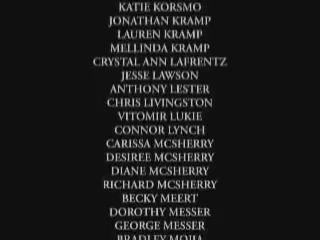 KATIE KORSMO
JONATHAN KRAMP
LAUREN KRAMP
MELLINDA KRAMP
CRYSTAL ANN LAFRENTZ
JESSE LAWSON
ANTHONY LESTER
CHRIS LIVINGSTON
VITOMIR LUKIE
CONNOR LYNCH
CARISSA MCSHERRY
DESIREE MCSHERRY
DIANE MCSHERRY
RICHARD MCSHERRY
BECKY MEERT
DOROTHY MESSER
GEORGE MESSER
BRADLEY